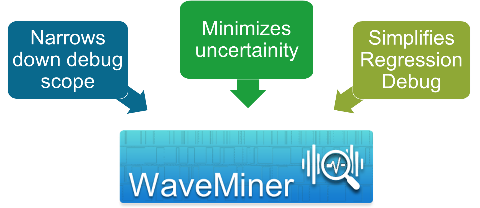 Narrows
down debug
scope
Minimizes
uncertainity
Simplifies
Regression
Debug
WaveMiner